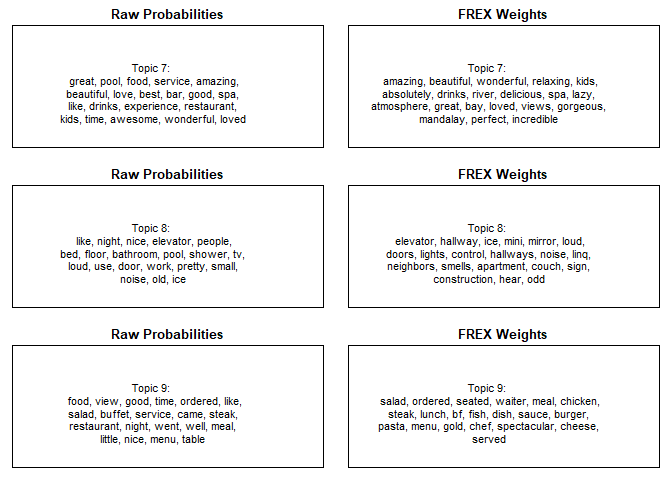 Raw Probabilities
FREX Weights
Topic 7:
great, pool, food, service, amazing,
beautiful, love, best, bar, good, spa,
like, drinks, experience, restaurant,
kids, time, awesome, wonderful, loved
Topic 7:
amazing, beautiful, wonderful, relaxing, kids,
absolutely, drinks, river, delicious, spa, lazy,
atmosphere, great, bay, loved, views, gorgeous,
mandalay, perfect, incredible
Raw Probabilities
FREX Weights
Topic 8:
like, night, nice, elevator, people,
bed, floor, bathroom, pool, shower, tv,
loud, use, door, work, pretty, small,
noise, old, ice
Topic 8:
elevator, hallway, ice, mini, mirror, loud,
doors, lights, control, hallways, noise, linq,
neighbors, smells, apartment, couch, sign,
construction, hear, odd
Raw Probabilities
FREX Weights
Topic 9:
food, view, good, time, ordered, like,
salad, buffet, service, came, steak,
restaurant, night, went, well, meal,
little, nice, menu, table
Topic 9:
salad, ordered, seated, waiter, meal, chicken,
steak, lunch, bf, fish, dish, sauce, burger,
pasta, menu, gold, chef, spectacular, cheese,
served